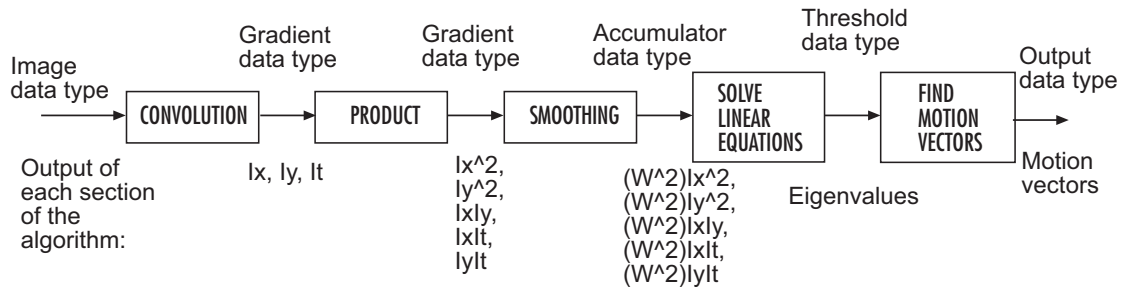 Image
data type
CONVOLUTION
Gradient
data type
PRODUCT
Gradient
data type
SMOOTHING
Accumulator
data type
SOLVE
LINEAR
EQUATIONS
Threshold
data type
FIND
MOTION
VECTORS
Output
data type
Output of
each section
of the
algorithm:
Ix, Iy, It
Ix^2,
Iy^2,
IxIy,
IxIt,
IyIt
(W^2)Ix^2,
(W^2)Iy^2,
(W^2)IxIy,
(W^2)IxIt,
(W^2)IyIt
Eigenvalues
Motion
vectors